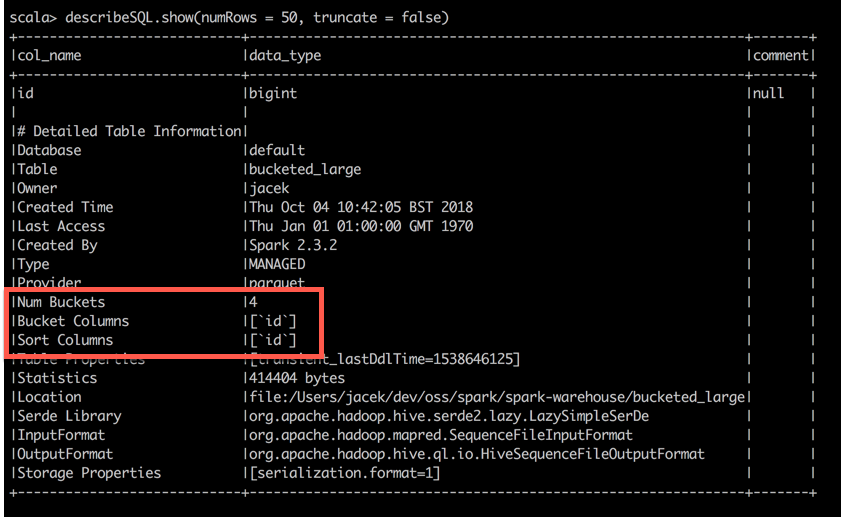 scala> describeSQL.show(numRows = 50, truncate = false)
+----------------------------+--------------------------------------------------------------+-------+
|col_name                    |data_type                                                     |comment|
+----------------------------+--------------------------------------------------------------+-------+
|id                          |bigint                                                        |null   |
|                            |                                                              |       |
|# Detailed Table Information|                                                              |       |
|Database                    |default                                                       |       |
|Table                       |bucketed_large                                                |       |
|Owner                       |jacek                                                         |       |
|Created Time                |Thu Oct 04 10:42:05 BST 2018                                  |       |
|Last Access                 |Thu Jan 01 01:00:00 GMT 1970                                  |       |
|Created By                  |Spark 2.3.2                                                   |       |
|Type                        |MANAGED                                                       |       |
|Provider                    |parquet                                                       |       |
|Num Buckets                 |4                                                             |       |
|Bucket Columns              |[`id`]                                                        |       |
|Sort Columns                |[`id`]                                                        |       |
|Table Properties            |[transient_lastDdlTime=1538646125]                            |       |
|Statistics                  |414404 bytes                                                  |       |
|Location                    |file:/Users/jacek/dev/oss/spark/spark-warehouse/bucketed_large|       |
|Serde Library               |org.apache.hadoop.hive.serde2.lazy.LazySimpleSerDe            |       |
|InputFormat                 |org.apache.hadoop.mapred.SequenceFileInputFormat              |       |
|OutputFormat                |org.apache.hadoop.hive.ql.io.HiveSequenceFileOutputFormat     |       |
|Storage Properties          |[serialization.format=1]                                      |       |
+----------------------------+--------------------------------------------------------------+-------+